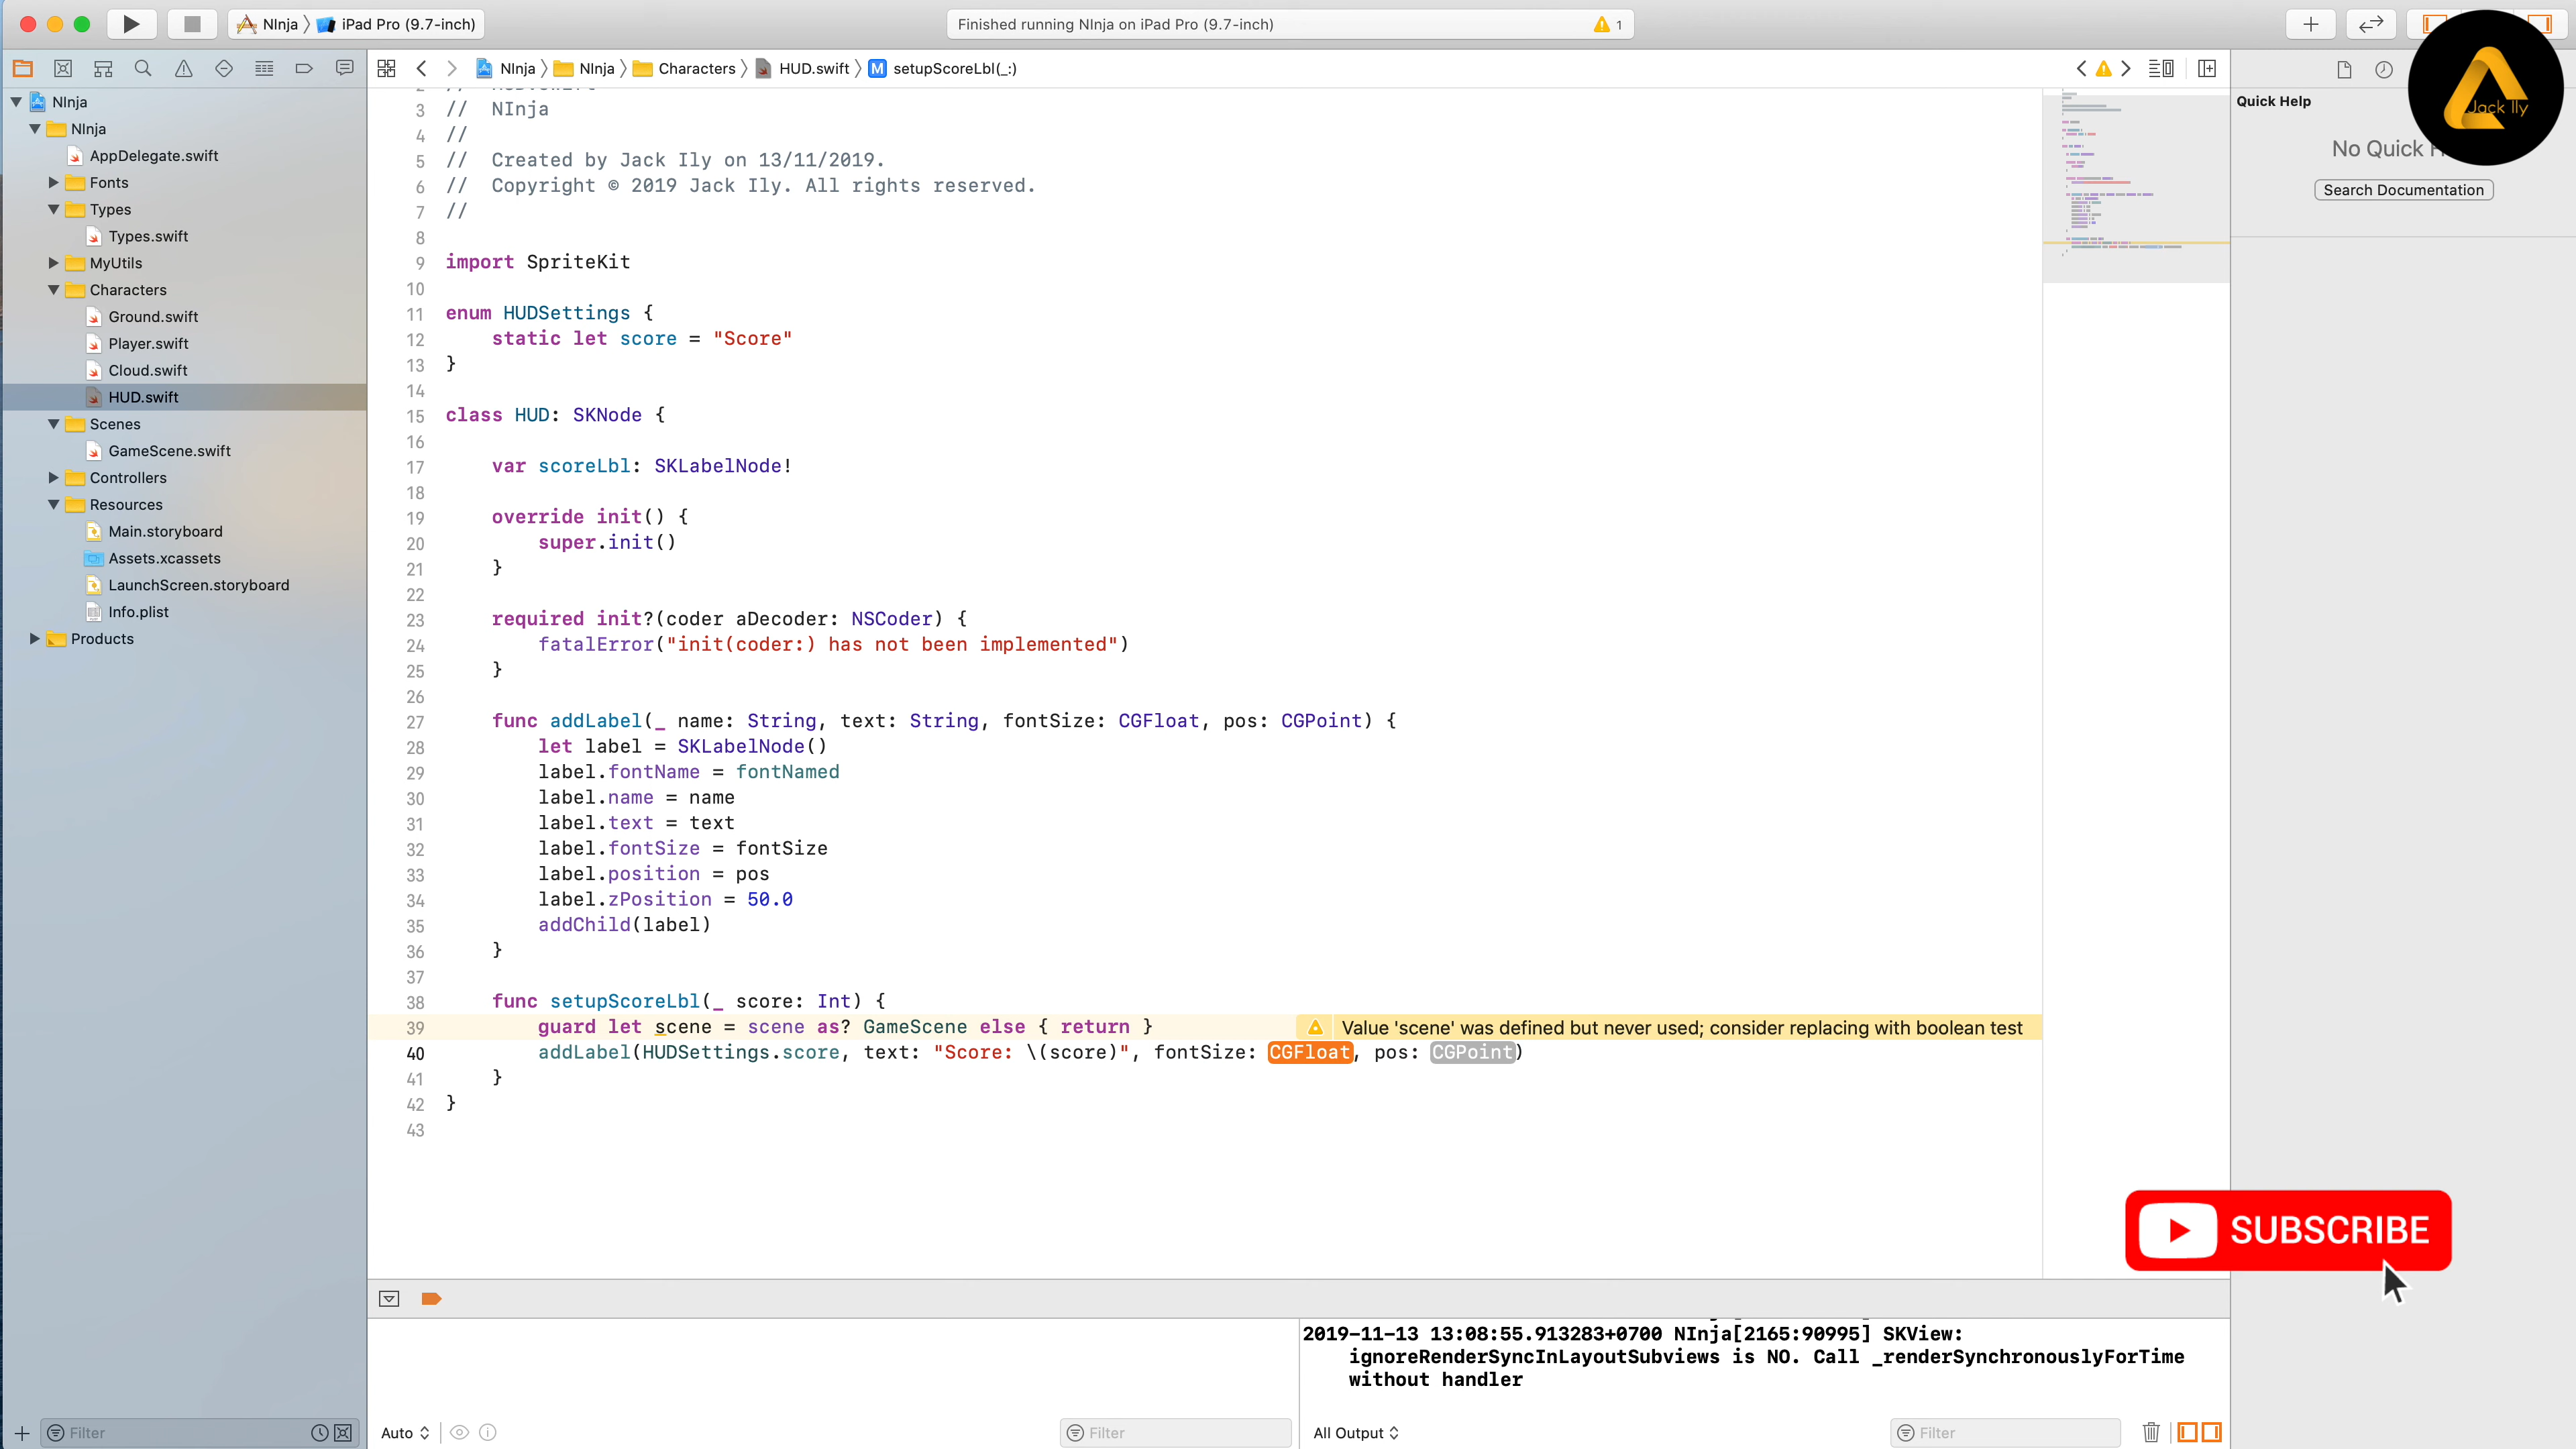 NInja 〉 iPad Pro (9.7-inch)
Finished running NInja on iPad Pro (9.7-inch)
1
NInja 〉 NInja 〉 Characters 〉 HUD.swift 〉 M setupScoreLbl(_:)
NInja
NInja
AppDelegate.swift
Fonts
Types
Types.swift
MyUtils
Characters
Ground.swift
Player.swift
Cloud.swift
HUD.swift
Scenes
GameScene.swift
Controllers
Resources
Main.storyboard
Assets.xcassets
LaunchScreen.storyboard
Info.plist
Products
Filter
3 // NInja
4 //
5 // Created by Jack Ily on 13/11/2019.
6 // Copyright © 2019 Jack Ily. All rights reserved.
7 //
8
9 import SpriteKit
10
11 enum HUDSettings {
12 static let score = "Score"
13 }
14
15 class HUD: SKNode {
16
17 var scoreLbl: SKLabelNode!
18
19 override init() {
20 super.init()
21 }
22
23 required init?(coder aDecoder: NSCoder) {
24 fatalError("init(coder:) has not been implemented")
25 }
26
27 func addLabel(_ name: String, text: String, fontSize: CGFloat, pos: CGPoint) {
28 let label = SKLabelNode()
29 label.fontName = fontNamed
30 label.name = name
31 label.text = text
32 label.fontSize = fontSize
33 label.position = pos
34 label.zPosition = 50.0
35 addChild(label)
36 }
37
38 func setupScoreLbl(_ score: Int) {
39 guard let scene = scene as? GameScene else { return } Value 'scene' was defined but never used; consider replacing with boolean test
40 addLabel(HUDSettings.score, text: "Score: \(score)", fontSize: CGFloat, pos: CGPoint)
41 }
42 }
43
Quick Help
No Quick
Search Documentation
Jack Ily
SUBSCRIBE
2019-11-13 13:08:55.913283+0700 NInja[2165:90995] SKView:
ignoreRenderSyncInLayoutSubviews is NO. Call _renderSynchronouslyForTime
without handler
Auto
Filter
All Output
Filter